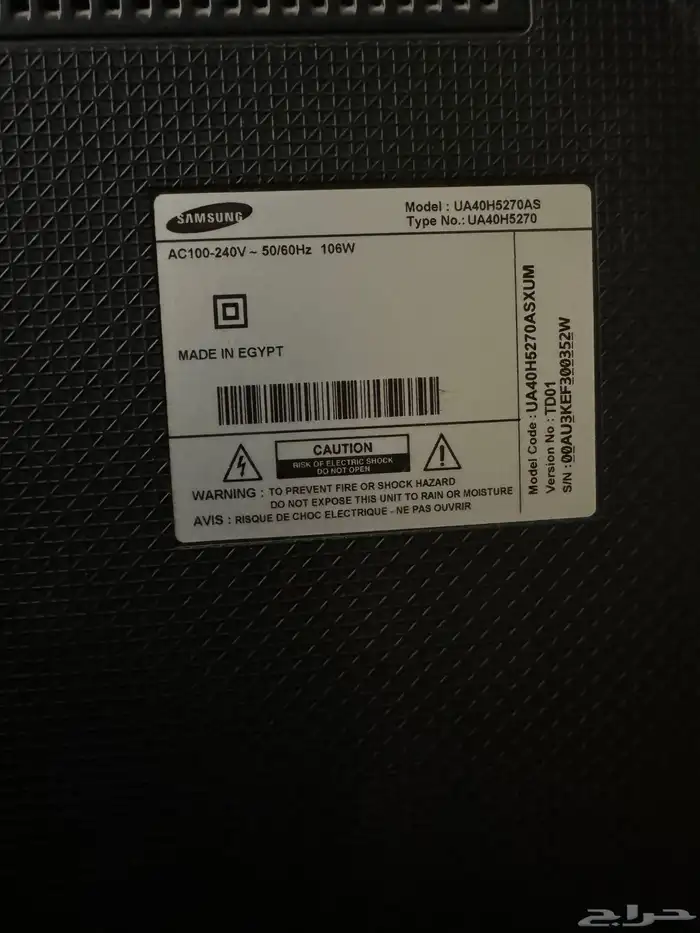 SAMSUNG
Model : UA40H5270AS
Type No.: UA40H5270
AC100-240V ~ 50/60Hz 106W
MADE IN EGYPT
Model Code : UA40H5270ASXUM
Version No : TD01
S/N : 00AU3KEF300352W
CAUTION
RISK OF ELECTRIC SHOCK
DO NOT OPEN
WARNING : TO PREVENT FIRE OR SHOCK HAZARD
DO NOT EXPOSE THIS UNIT TO RAIN OR MOISTURE
AVIS : RISQUE DE CHOC ELECTRIQUE - NE PAS OUVRIR
حراج